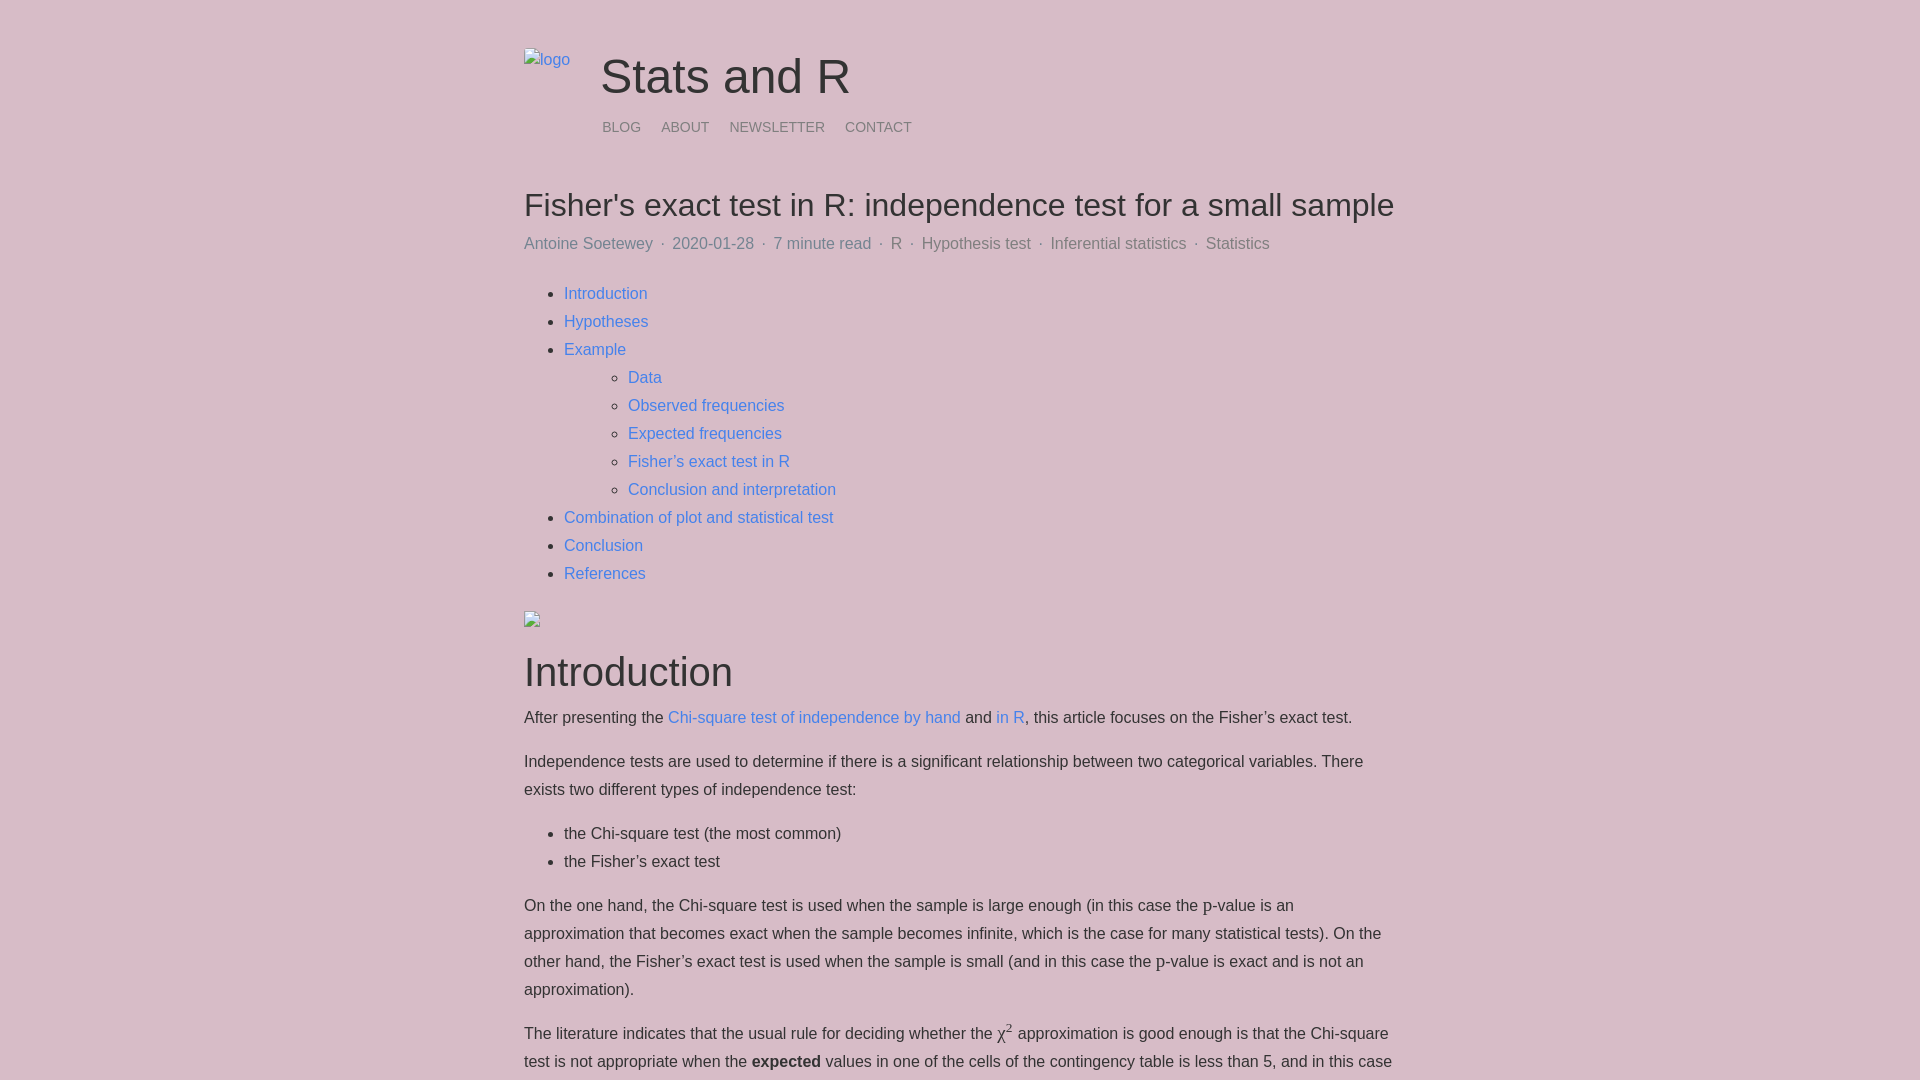 logo
Stats and R
BLOG ABOUT NEWSLETTER CONTACT
Fisher's exact test in R: independence test for a small sample
Antoine Soetewey · 2020-01-28 · 7 minute read · R · Hypothesis test · Inferential statistics · Statistics
Introduction
Hypotheses
Example
Data
Observed frequencies
Expected frequencies
Fisher’s exact test in R
Conclusion and interpretation
Combination of plot and statistical test
Conclusion
References
Introduction
After presenting the Chi-square test of independence by hand and in R, this article focuses on the Fisher’s exact test.
Independence tests are used to determine if there is a significant relationship between two categorical variables. There
exists two different types of independence test:
the Chi-square test (the most common)
the Fisher’s exact test
On the one hand, the Chi-square test is used when the sample is large enough (in this case the p-value is an
approximation that becomes exact when the sample becomes infinite, which is the case for many statistical tests). On the
other hand, the Fisher’s exact test is used when the sample is small (and in this case the p-value is exact and is not an
approximation).
The literature indicates that the usual rule for deciding whether the χ² approximation is good enough is that the Chi-square
test is not appropriate when the expected values in one of the cells of the contingency table is less than 5, and in this case